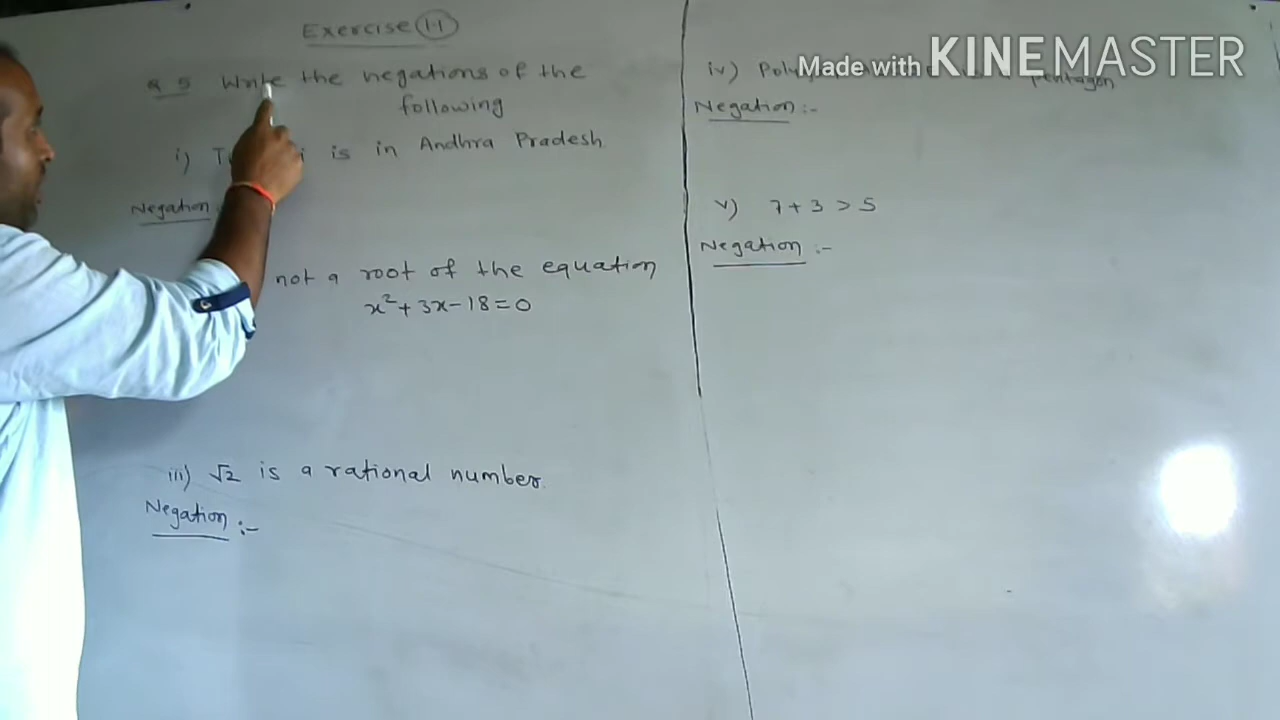 Exercise 1.1
Q 5 Write the negations of the
following
i) is in Andhra Pradesh
Negation
not a root of the equation
x² + 3x - 18 = 0
iii) √2 is a rational number.
Negation :-
iv) pentagon
Negation :-
v) 7 + 3 > 5
Negation :-
Made with KINEMASTER